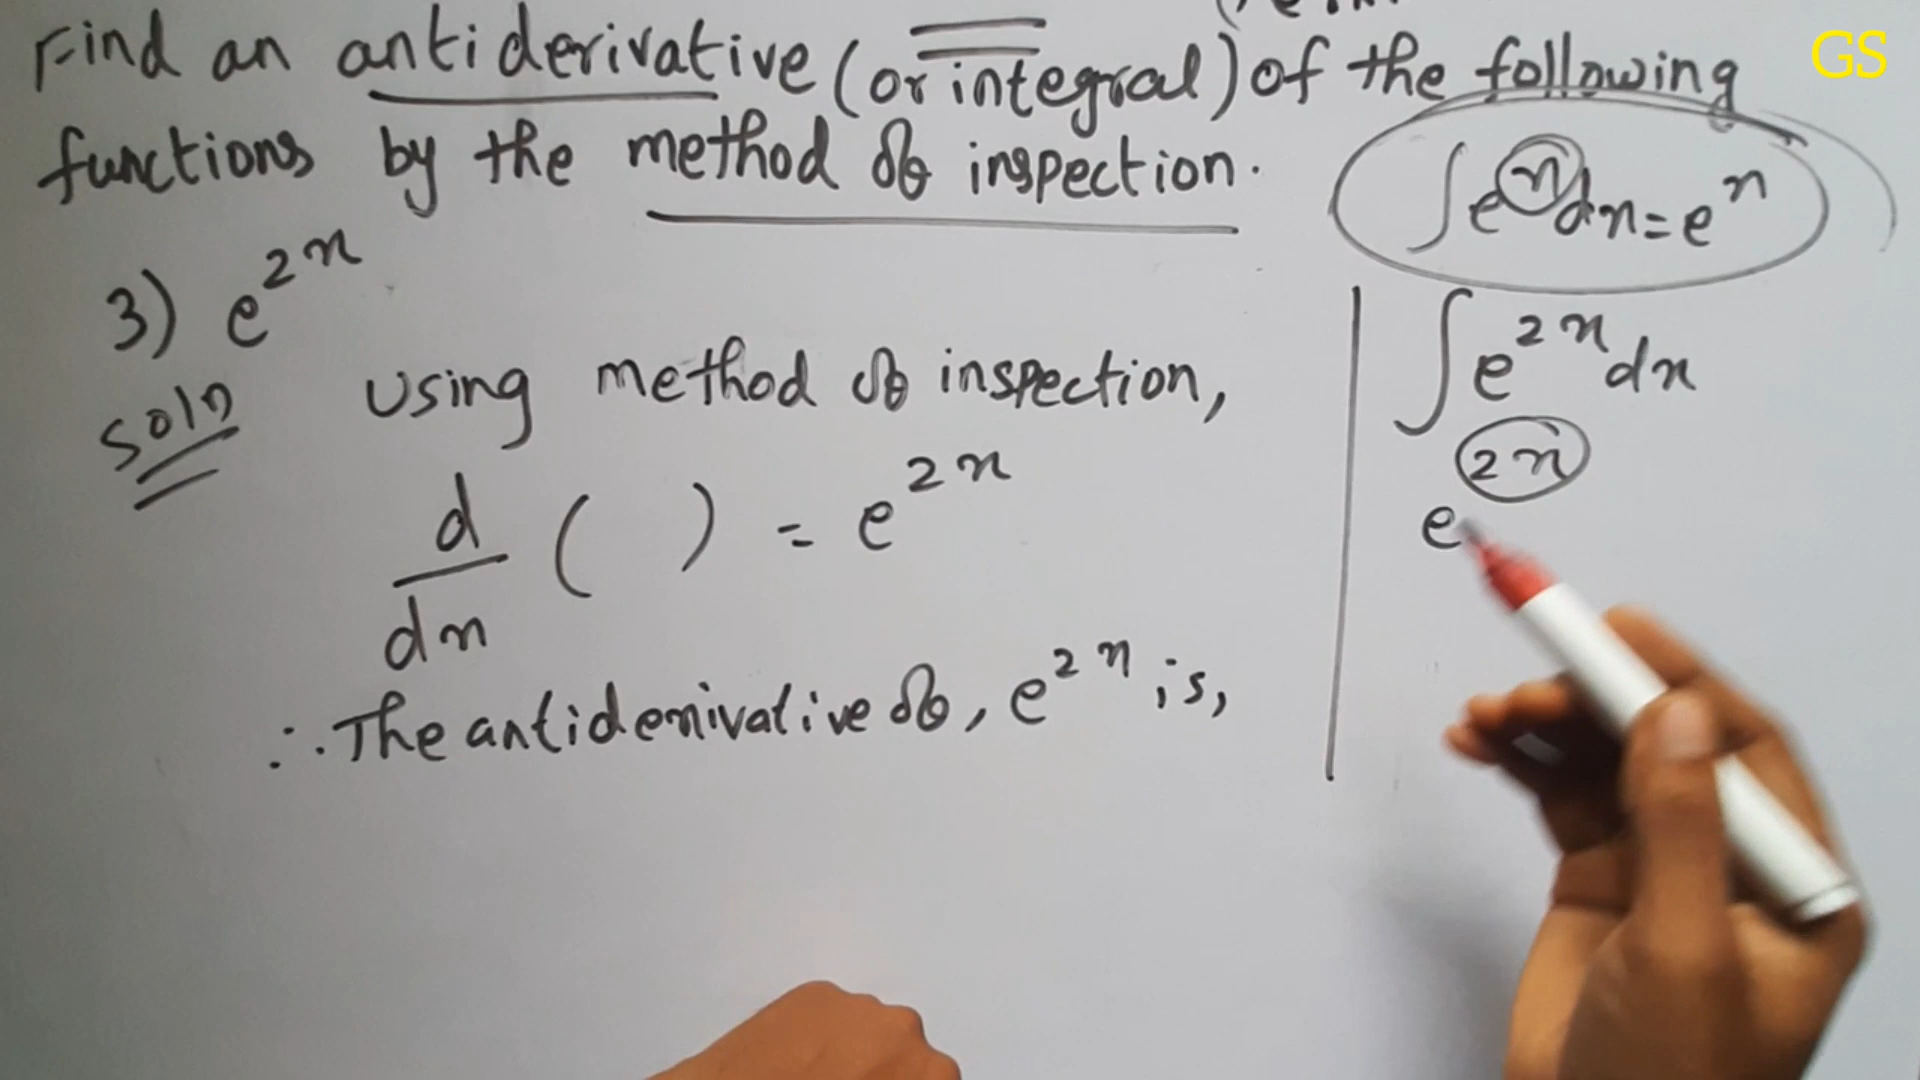 Find an antiderivative (or integral) of the following
functions by the method of inspection.
∫e^x dx = e^x
3) e^2x
Soln
Using method of inspection,
d/dx ( ) = e^2x
∴ The antiderivative of, e^2x is,
∫e^2x dx
e^2x
GS